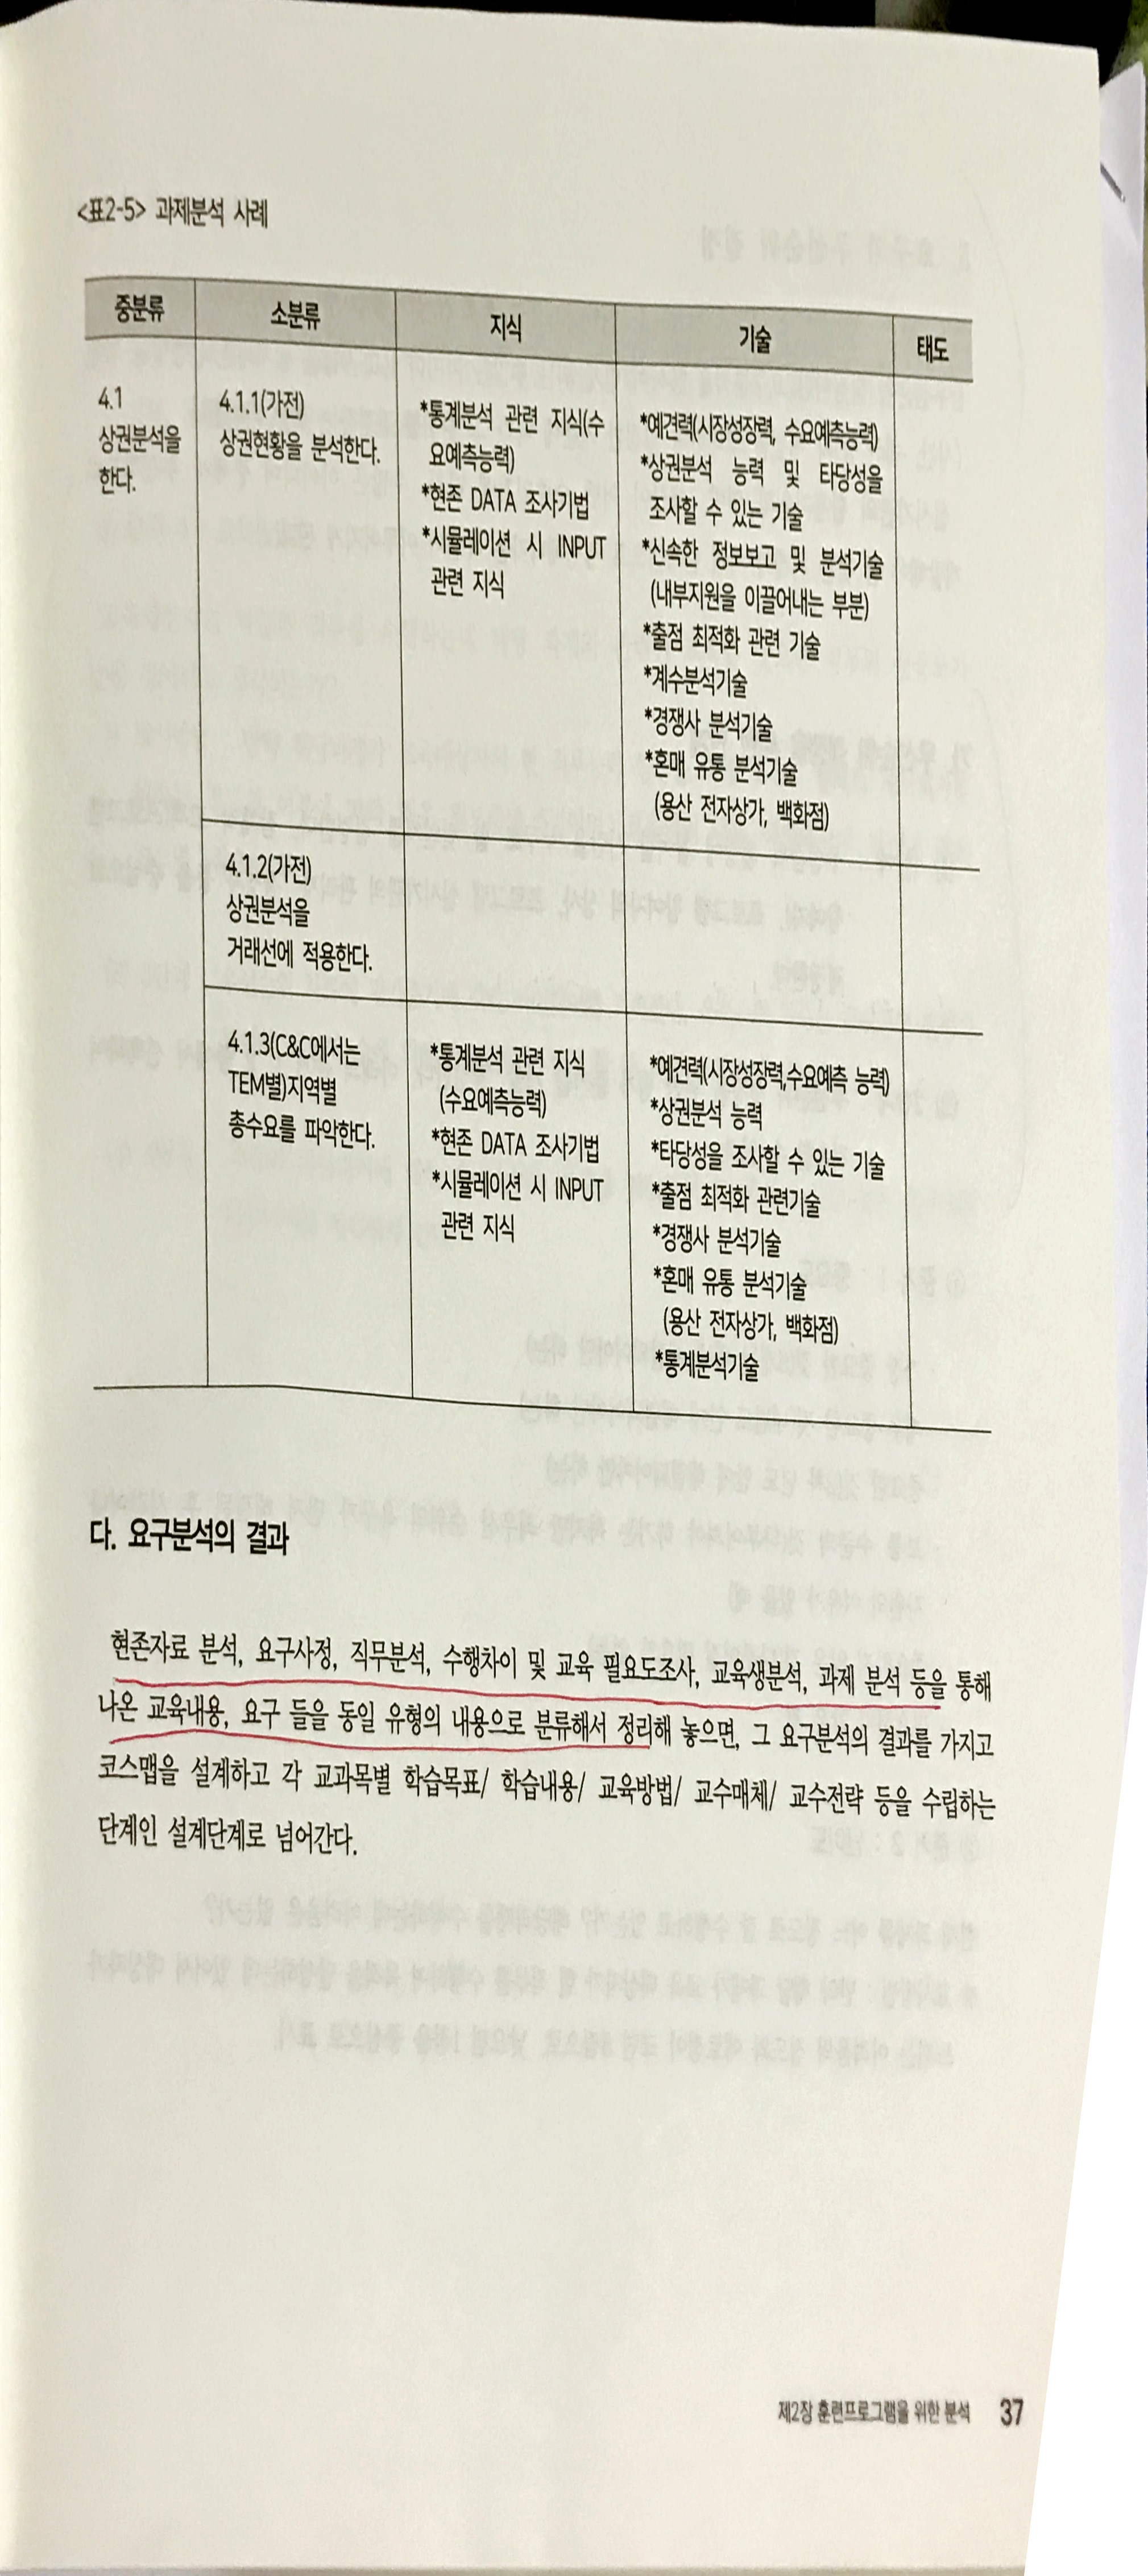 <표2-5> 과제분석 사례
중분류 소분류 지식 기술 태도
4.1
상권분석을
한다.
4.1.1(가전)
상권현황을 분석한다.
*통계분석 관련 지식(수
요예측능력)
*현존 DATA 조사기법
*시뮬레이션 시 INPUT
관련 지식
*예견력(시장성장력, 수요예측능력)
*상권분석 능력 및 타당성을
조사할 수 있는 기술
*신속한 정보보고 및 분석기술
(내부지원을 이끌어내는 부분)
*출점 최적화 관련 기술
*계수분석기술
*경쟁사 분석기술
*혼매 유통 분석기술
(용산 전자상가, 백화점)
4.1.2(가전)
상권분석을
거래선에 적용한다.
4.1.3(C&C에서는
TEM별)지역별
총수요를 파악한다.
*통계분석 관련 지식
(수요예측능력)
*현존 DATA 조사기법
*시뮬레이션 시 INPUT
관련 지식
*예견력(시장성장력,수요예측 능력)
*상권분석 능력
*타당성을 조사할 수 있는 기술
*출점 최적화 관련기술
*경쟁사 분석기술
*혼매 유통 분석기술
(용산 전자상가, 백화점)
*통계분석기술
다. 요구분석의 결과
현존자료 분석, 요구사정, 직무분석, 수행차이 및 교육 필요도조사, 교육생분석, 과제 분석 등을 통해
나온 교육내용, 요구 들을 동일 유형의 내용으로 분류해서 정리해 놓으면, 그 요구분석의 결과를 가지고
코스맵을 설계하고 각 교과목별 학습목표/ 학습내용/ 교육방법/ 교수매체/ 교수전략 등을 수립하는
단계인 설계단계로 넘어간다.
제2장 훈련프로그램을 위한 분석 37